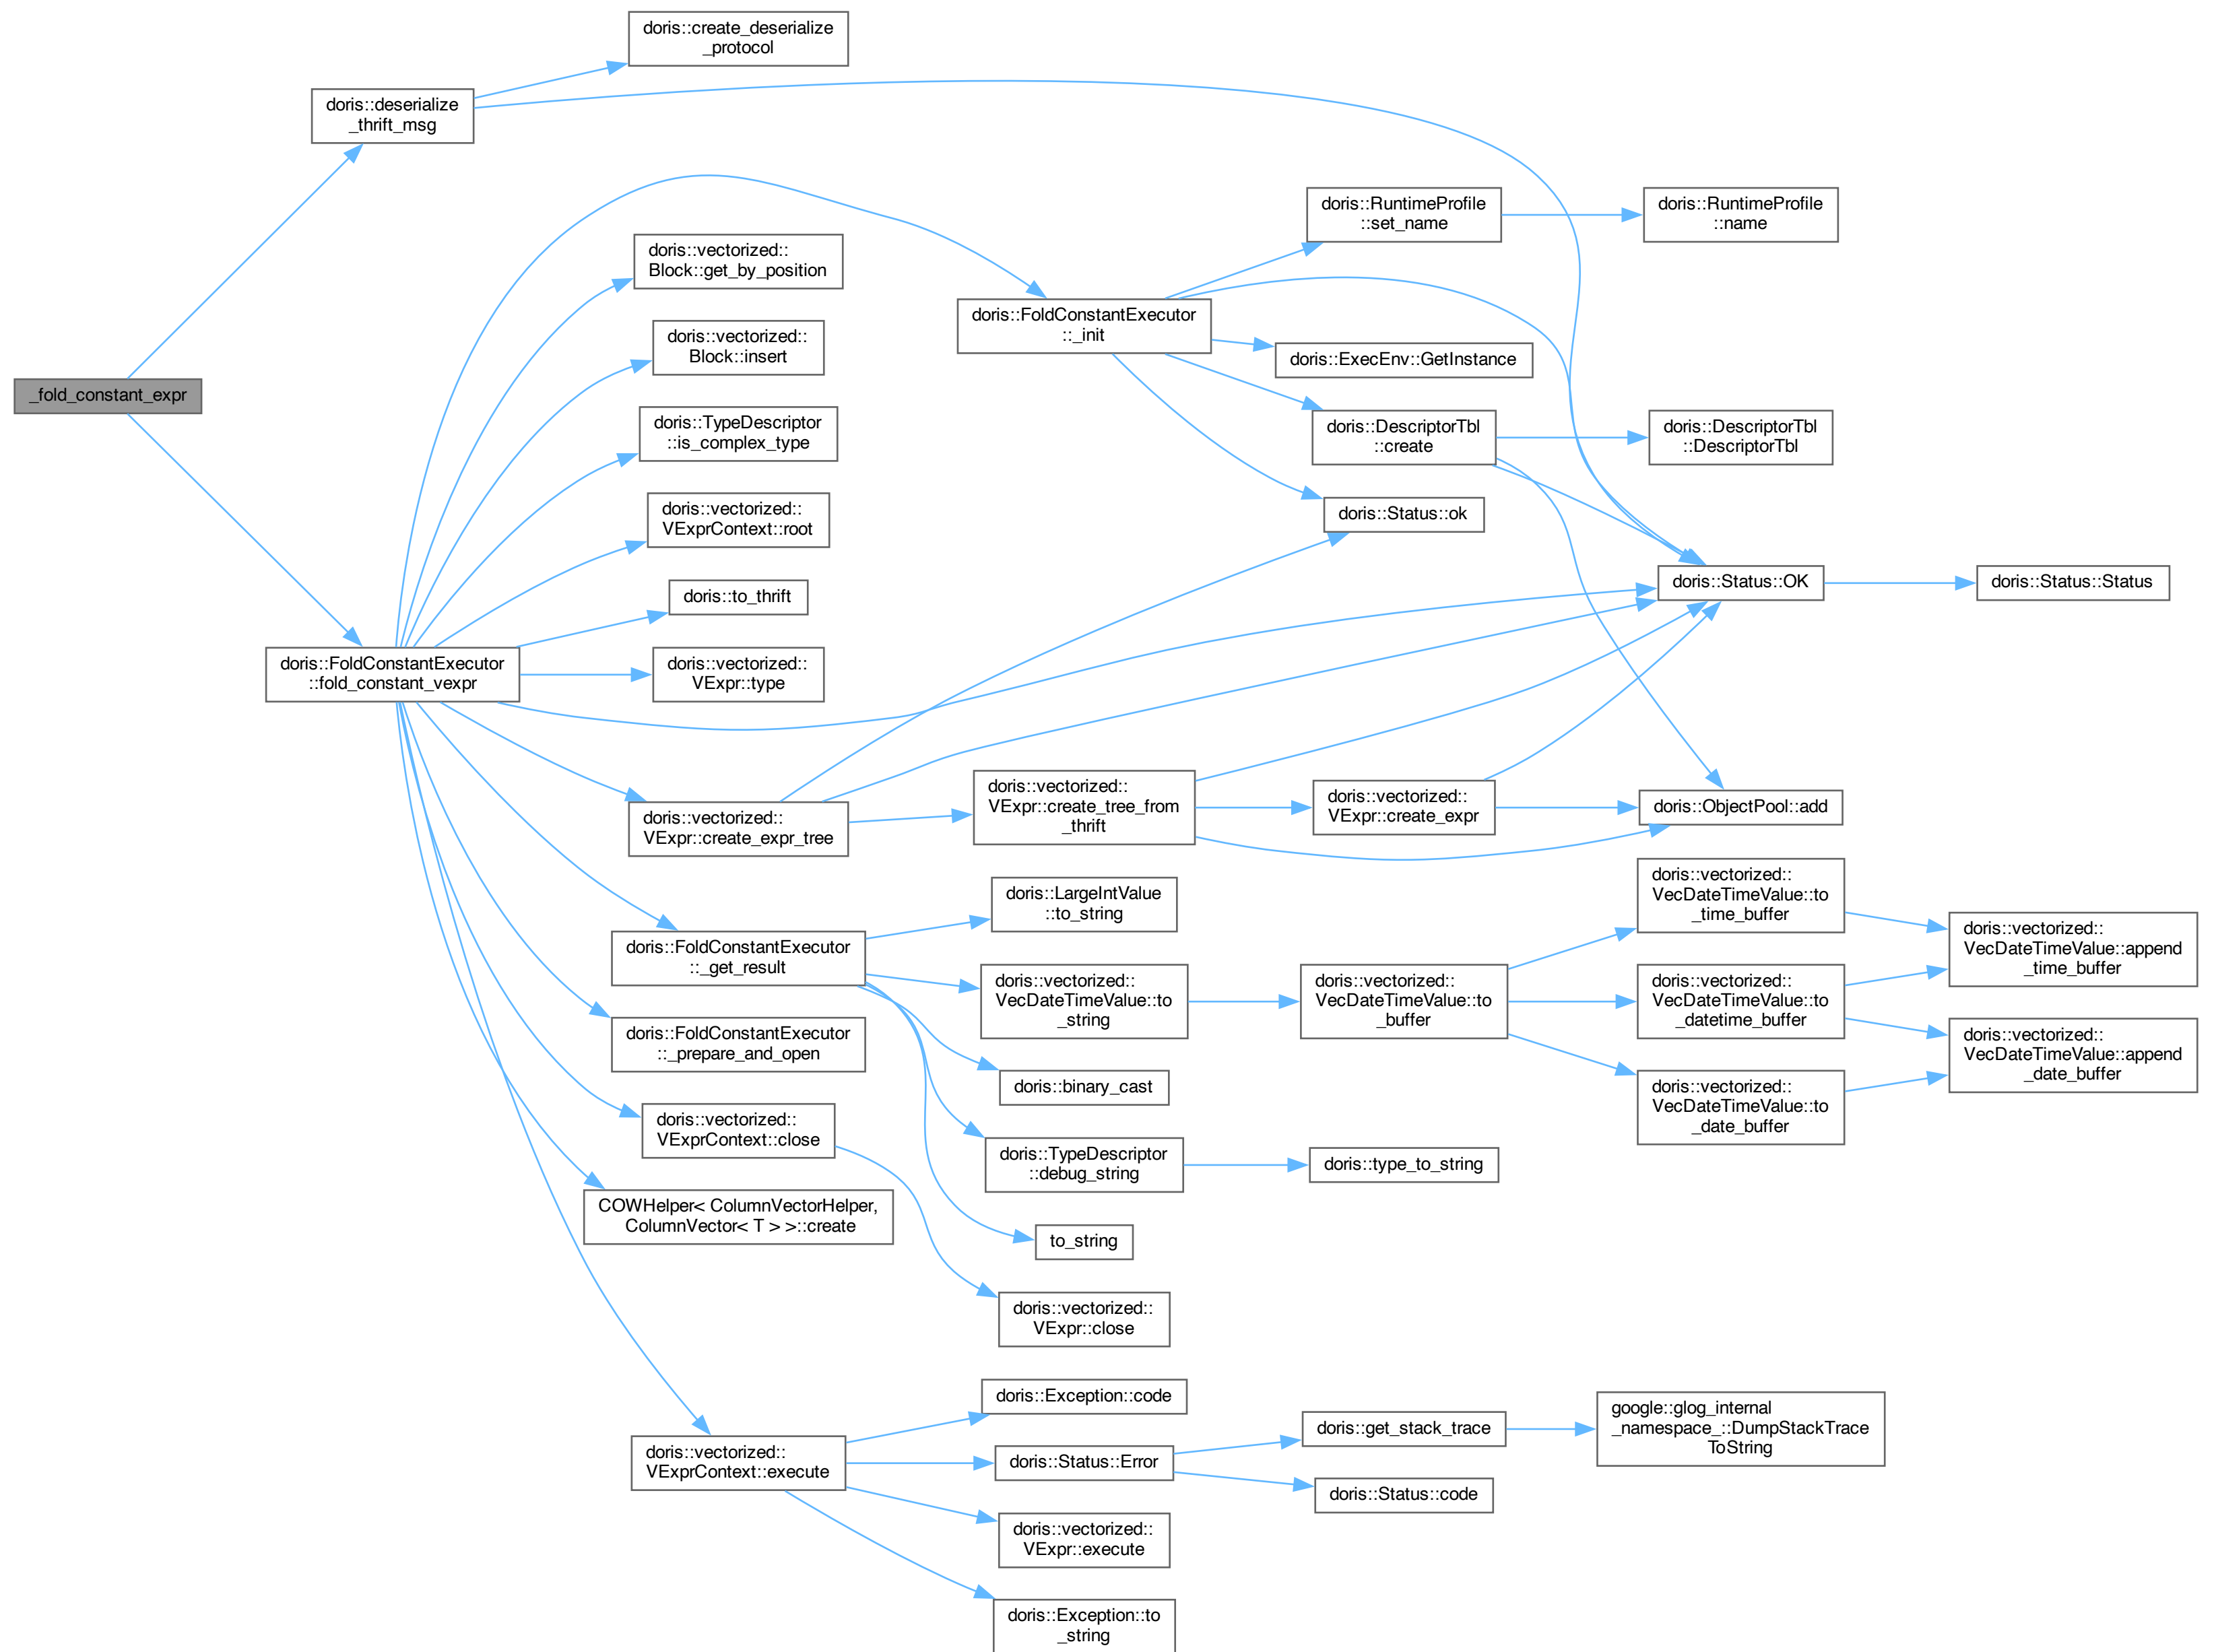 _fold_constant_expr
doris::deserialize
_thrift_msg
doris::FoldConstantExecutor
::fold_constant_vexpr
doris::create_deserialize
_protocol
doris::vectorized::
Block::get_by_position
doris::vectorized::
Block::insert
doris::TypeDescriptor
::is_complex_type
doris::vectorized::
VExprContext::root
doris::to_thrift
doris::vectorized::
VExpr::type
doris::vectorized::
VExpr::create_expr_tree
doris::FoldConstantExecutor
::_get_result
doris::FoldConstantExecutor
::_prepare_and_open
doris::vectorized::
VExprContext::close
COWHelper< ColumnVectorHelper,
ColumnVector< T > >::create
doris::vectorized::
VExprContext::execute
doris::FoldConstantExecutor
::_init
doris::vectorized::
VExpr::create_tree_from
_thrift
doris::LargeIntValue
::to_string
doris::vectorized::
VecDateTimeValue::to
_string
doris::binary_cast
doris::TypeDescriptor
::debug_string
to_string
doris::vectorized::
VExpr::close
doris::Exception::code
doris::Status::Error
doris::vectorized::
VExpr::execute
doris::Exception::to
_string
doris::RuntimeProfile
::set_name
doris::ExecEnv::GetInstance
doris::DescriptorTbl
::create
doris::Status::ok
doris::vectorized::
VExpr::create_expr
doris::vectorized::
VecDateTimeValue::to
_buffer
doris::type_to_string
doris::get_stack_trace
doris::Status::code
doris::RuntimeProfile
::name
doris::DescriptorTbl
::DescriptorTbl
doris::Status::OK
doris::ObjectPool::add
doris::vectorized::
VecDateTimeValue::to
_time_buffer
doris::vectorized::
VecDateTimeValue::to
_datetime_buffer
doris::vectorized::
VecDateTimeValue::to
_date_buffer
google::glog_internal
_namespace_::DumpStackTrace
ToString
doris::Status::Status
doris::vectorized::
VecDateTimeValue::append
_time_buffer
doris::vectorized::
VecDateTimeValue::append
_date_buffer